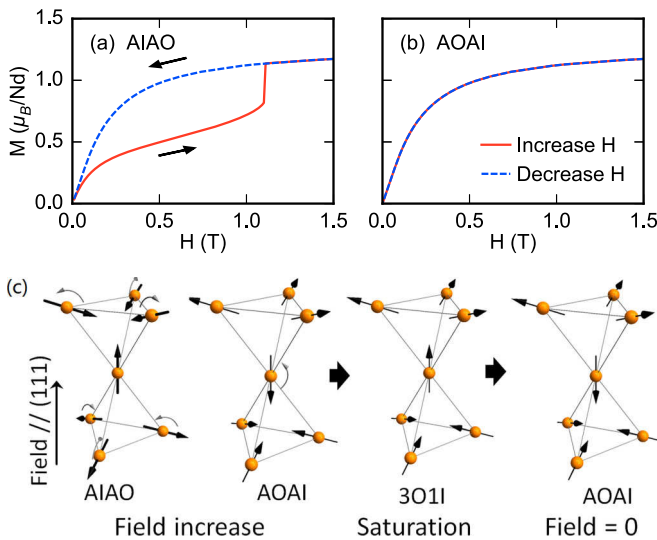 (a) AIAO
(b) AOAI
M (μB/Nd)
1.5
1.0
0.5
0.0
0.0 0.5 1.0 1.5
H (T)
Increase H
Decrease H
0.0 0.5 1.0 1.5
H (T)
(c)
Field // (111)
AIAO
AOAI
3O1I
AOAI
Field increase
Saturation
Field = 0